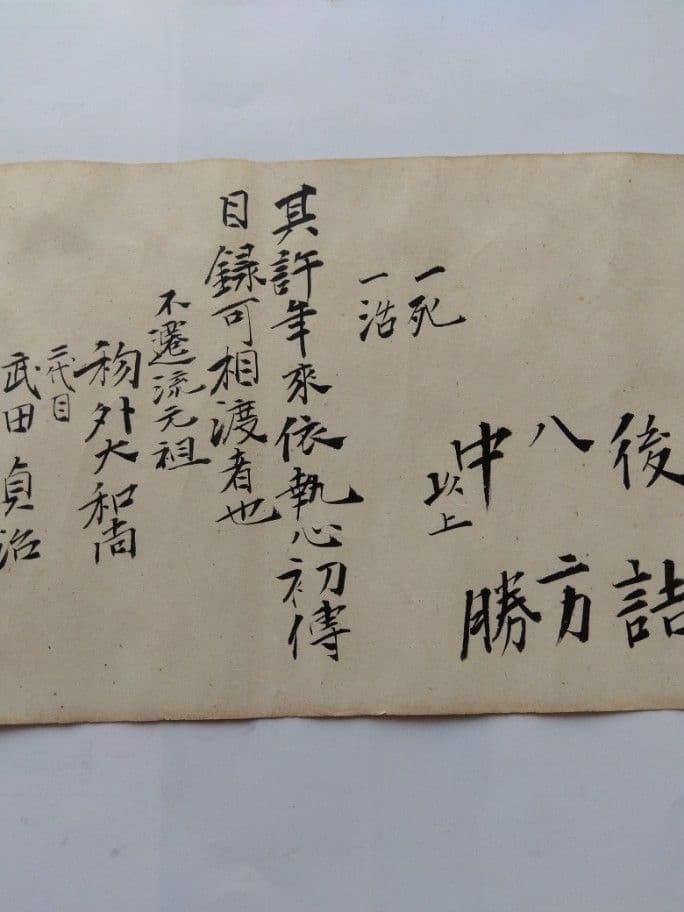 後詰
八方
中勝
以上
一死
一活
其許年來依執心初傳
目録可相渡者也
不遷流元祖
物外大和尚
二代目
武田貞治